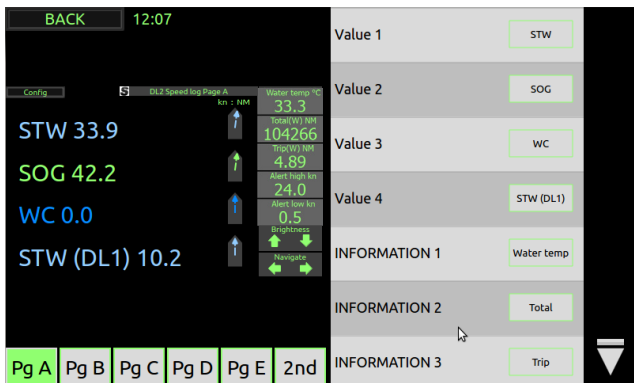 BACK 12:07
Config
S DL2 Speed log Page A
kn : NM
STW 33.9
SOG 42.2
WC 0.0
STW (DL1) 10.2
Water temp °C
33.3
Total(W) NM
104266
Trip(W) NM
4.89
Alert high kn
24.0
Alert low kn
0.5
Brightness
Navigate
Pg A Pg B Pg C Pg D Pg E 2nd
Value 1 STW
Value 2 SOG
Value 3 WC
Value 4 STW (DL1)
INFORMATION 1 Water temp
INFORMATION 2 Total
INFORMATION 3 Trip